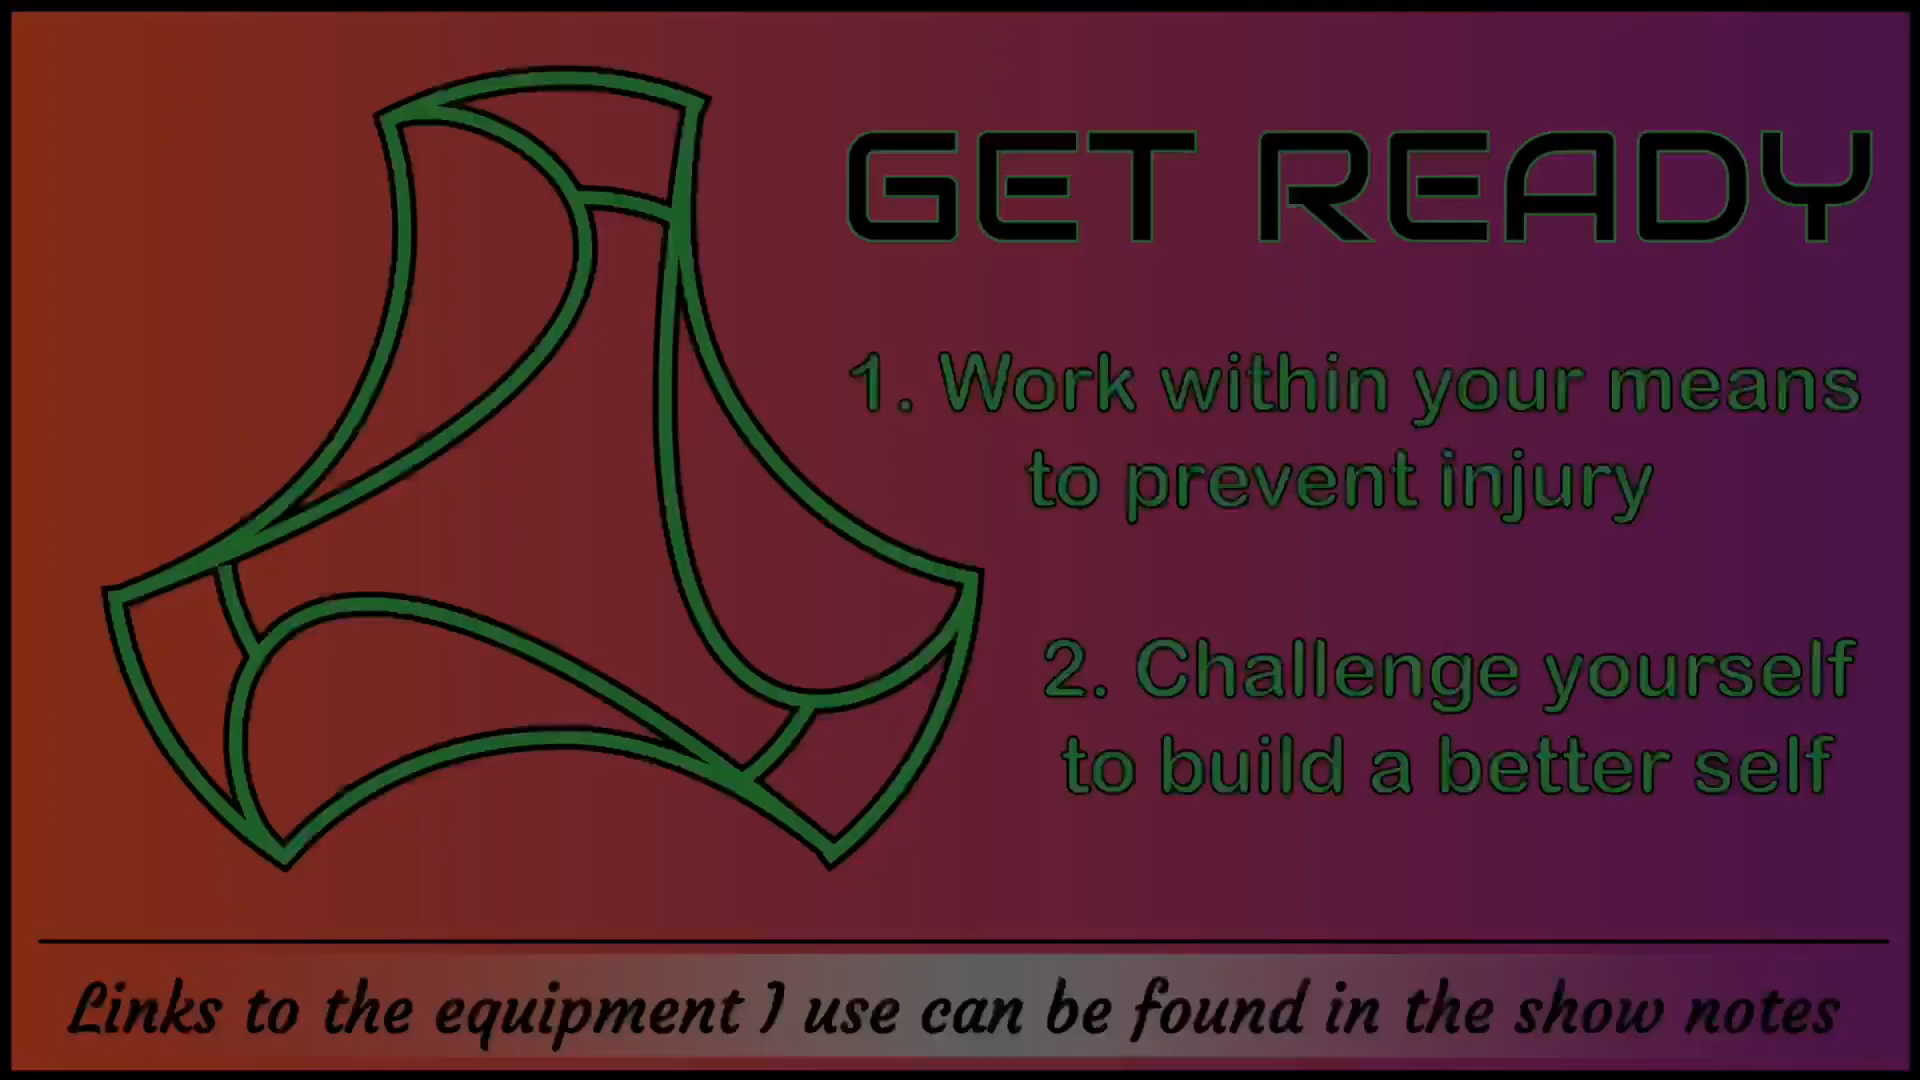 GET READY
1. Work within your means
to prevent injury
2. Challenge yourself
to build a better self
Links to the equipment I use can be found in the show notes